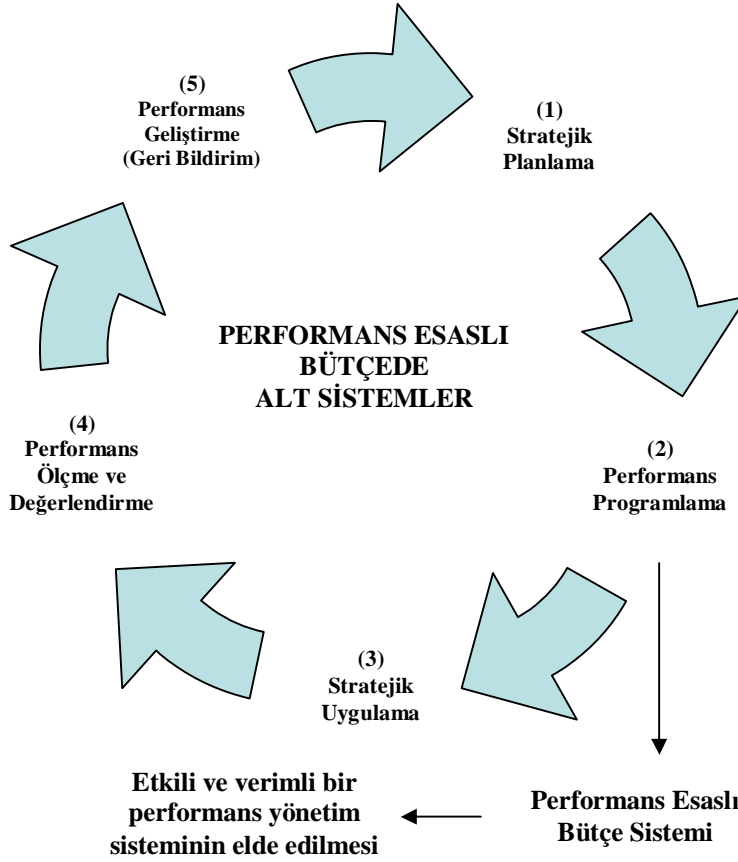 (5)
Performans
Geliştirme
(Geri Bildirim)
(1)
Stratejik
Planlama
PERFORMANS ESASLI
BÜTÇEDE
ALT SİSTEMLER
(4)
Performans
Ölçme ve
Değerlendirme
(2)
Performans
Programlama
(3)
Stratejik
Uygulama
Etkili ve verimli bir
performans yönetim
sisteminin elde edilmesi
Performans Esaslı
Bütçe Sistemi